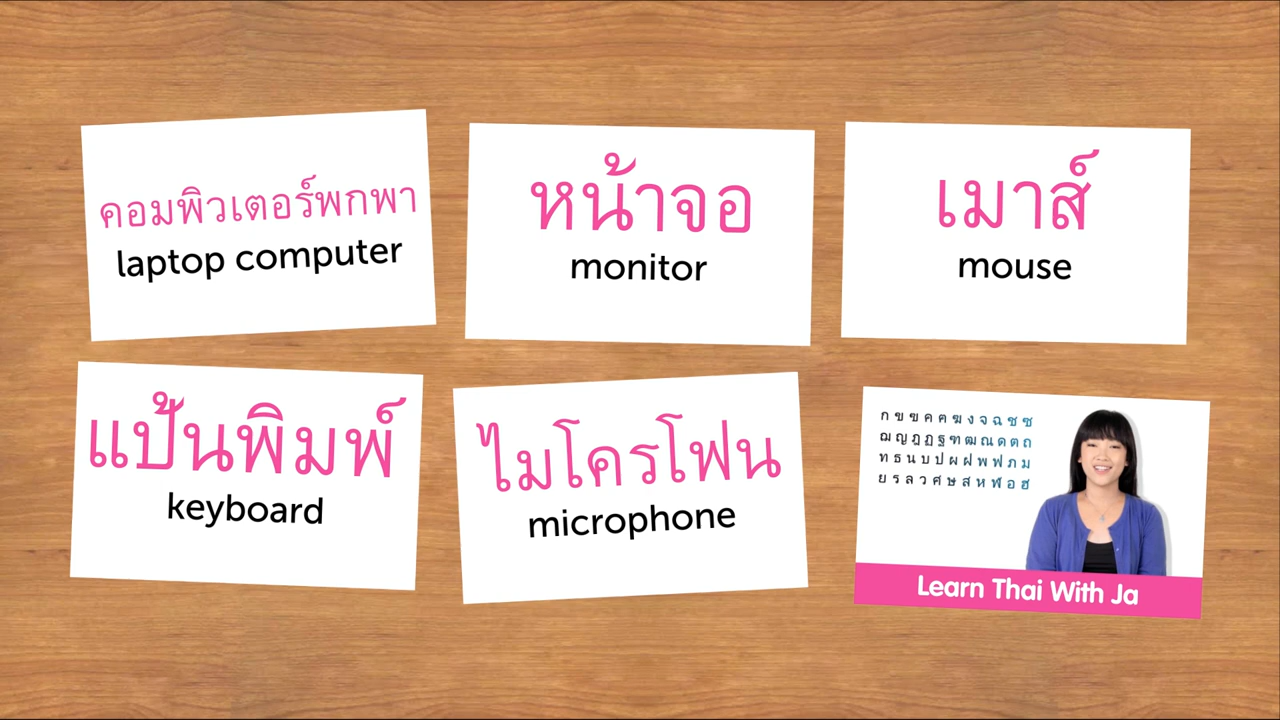 คอมพิวเตอร์พกพา
laptop computer
หน้าจอ
monitor
เมาส์
mouse
แป้นพิมพ์
keyboard
ไมโครโฟน
microphone
ก ข ฃ ค ฅ ฆ ง จ ฉ ช ซ
ฌ ญ ฎ ฏ ฐ ฑ ฒ ณ ด ต ถ
ท ธ น บ ป ผ ฝ พ ฟ ภ ม
ย ร ล ว ศ ษ ส ห ฬ อ ฮ
Learn Thai With Ja